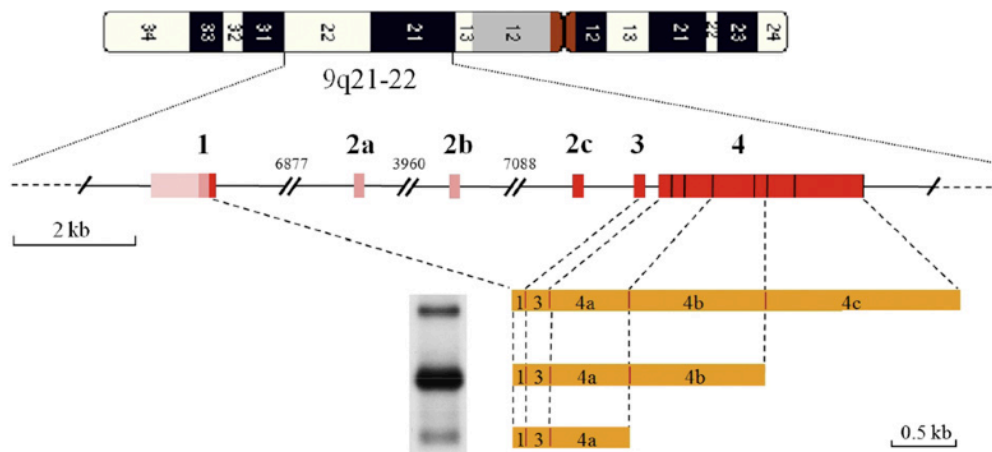 34 33 32 31 22 21 13 12 12 13 21 22 23 24
9q21-22
1 2a 2b 2c 3 4
6877 3960 7088
2 kb
1 3 4a 4b 4c
1 3 4a 4b
1 3 4a
0.5 kb